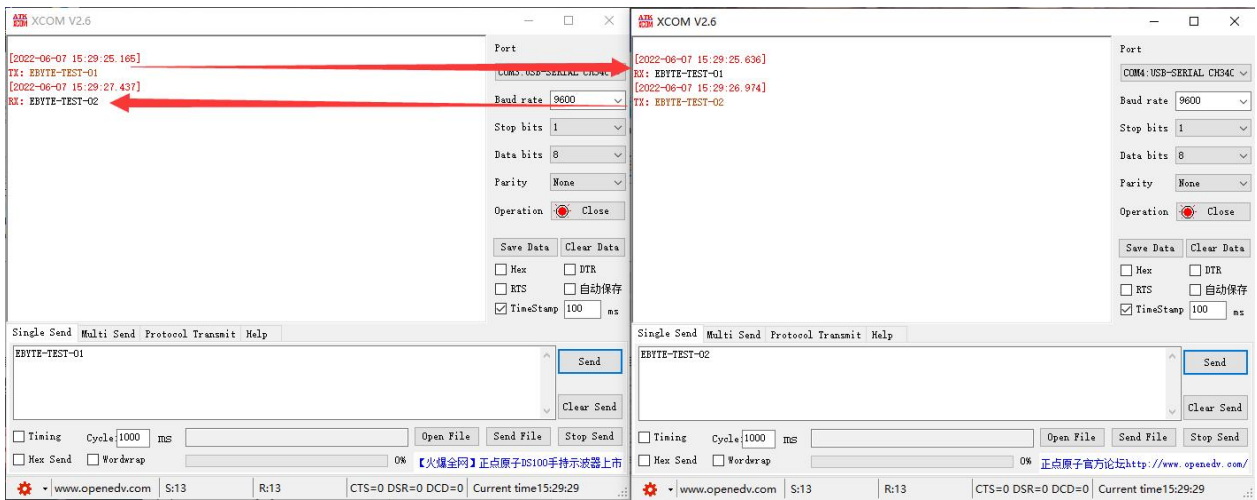 XCOM V2.6
[2022-06-07 15:29:25.165]
TX: EBYTE-TEST-01
[2022-06-07 15:29:27.437]
RX: EBYTE-TEST-02
Port
COM3:USB-SERIAL CH34C
Baud rate 9600
Stop bits 1
Data bits 8
Parity None
Operation Close
Save Data Clear Data
Hex DTR
RTS 自动保存
TimeStamp 100 ms
Single Send Multi Send Protocol Transmit Help
EBYTE-TEST-01
Send
Clear Send
Timing Cycle:1000 ms Open File Send File Stop Send
Hex Send Wordwrap 0% 【火爆全网】正点原子DS100手持示波器上市
www.openedv.com S:13 R:13 CTS=0 DSR=0 DCD=0 Current time15:29:29
XCOM V2.6
[2022-06-07 15:29:25.636]
RX: EBYTE-TEST-01
[2022-06-07 15:29:26.974]
TX: EBYTE-TEST-02
Port
COM4:USB-SERIAL CH34C
Baud rate 9600
Stop bits 1
Data bits 8
Parity None
Operation Close
Save Data Clear Data
Hex DTR
RTS 自动保存
TimeStamp 100 ms
Single Send Multi Send Protocol Transmit Help
EBYTE-TEST-02
Send
Clear Send
Timing Cycle:1000 ms Open File Send File Stop Send
Hex Send Wordwrap 0% 正点原子官方论坛http://www.openedv.com/
www.openedv.com S:13 R:13 CTS=0 DSR=0 DCD=0 Current time15:29:29